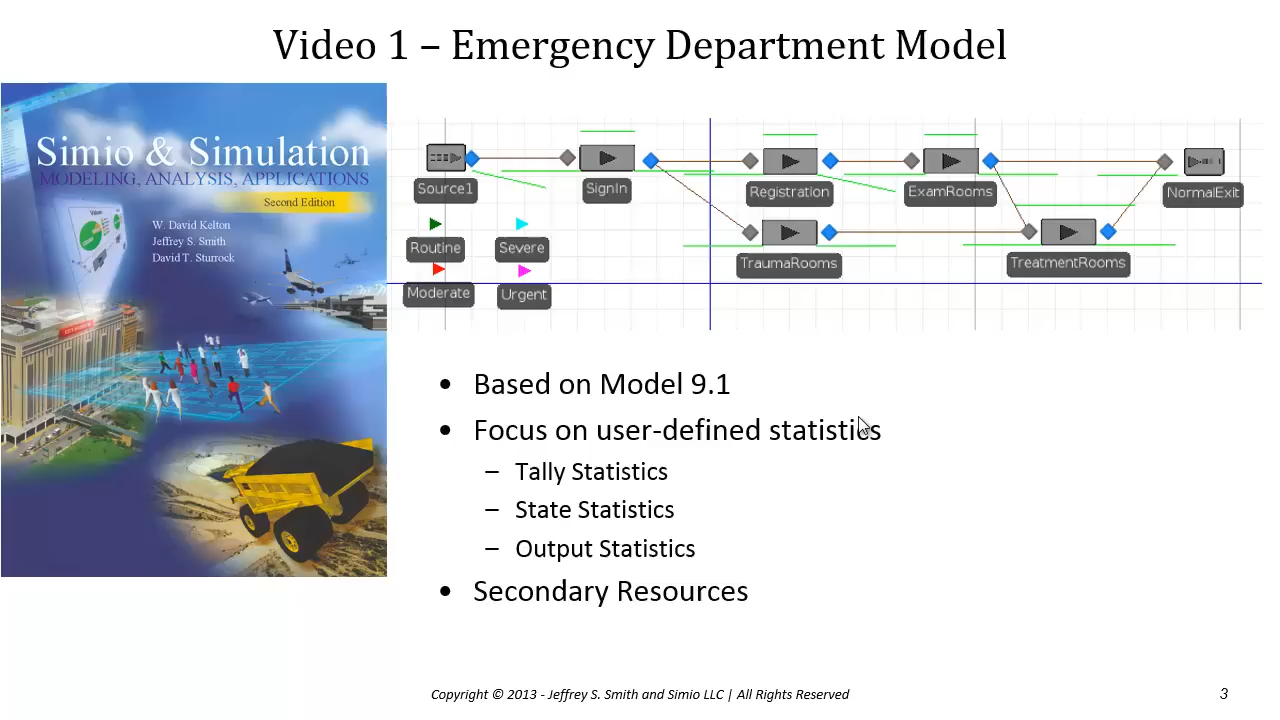 Video 1 – Emergency Department Model
Simio & Simulation
MODELING, ANALYSIS, APPLICATIONS
Second Edition
W. David Kelton
Jeffrey S. Smith
David T. Sturrock
Source1
SignIn
Registration
ExamRooms
NormalExit
Routine
Severe
TraumaRooms
TreatmentRooms
Moderate
Urgent
• Based on Model 9.1
• Focus on user-defined statistics
– Tally Statistics
– State Statistics
– Output Statistics
• Secondary Resources
Copyright © 2013 - Jeffrey S. Smith and Simio LLC | All Rights Reserved
3